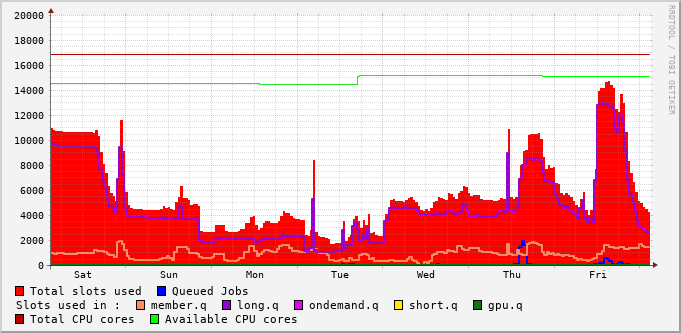 20000
18000
16000
14000
12000
10000
8000
6000
4000
2000
0
Sat Sun Mon Tue Wed Thu Fri
RRDTOOL / TOBI OETIKER
Total slots used Queued Jobs
Slots used in : member.q long.q ondemand.q short.q gpu.q
Total CPU cores Available CPU cores